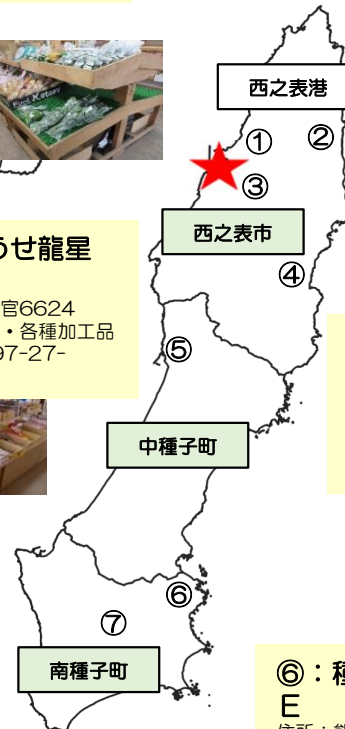 西之表港
①
②
③
西之表市
うせ龍星
官6624
・各種加工品
97-27-
④
⑤
中種子町
⑥
⑦
南種子町
⑥：種
E